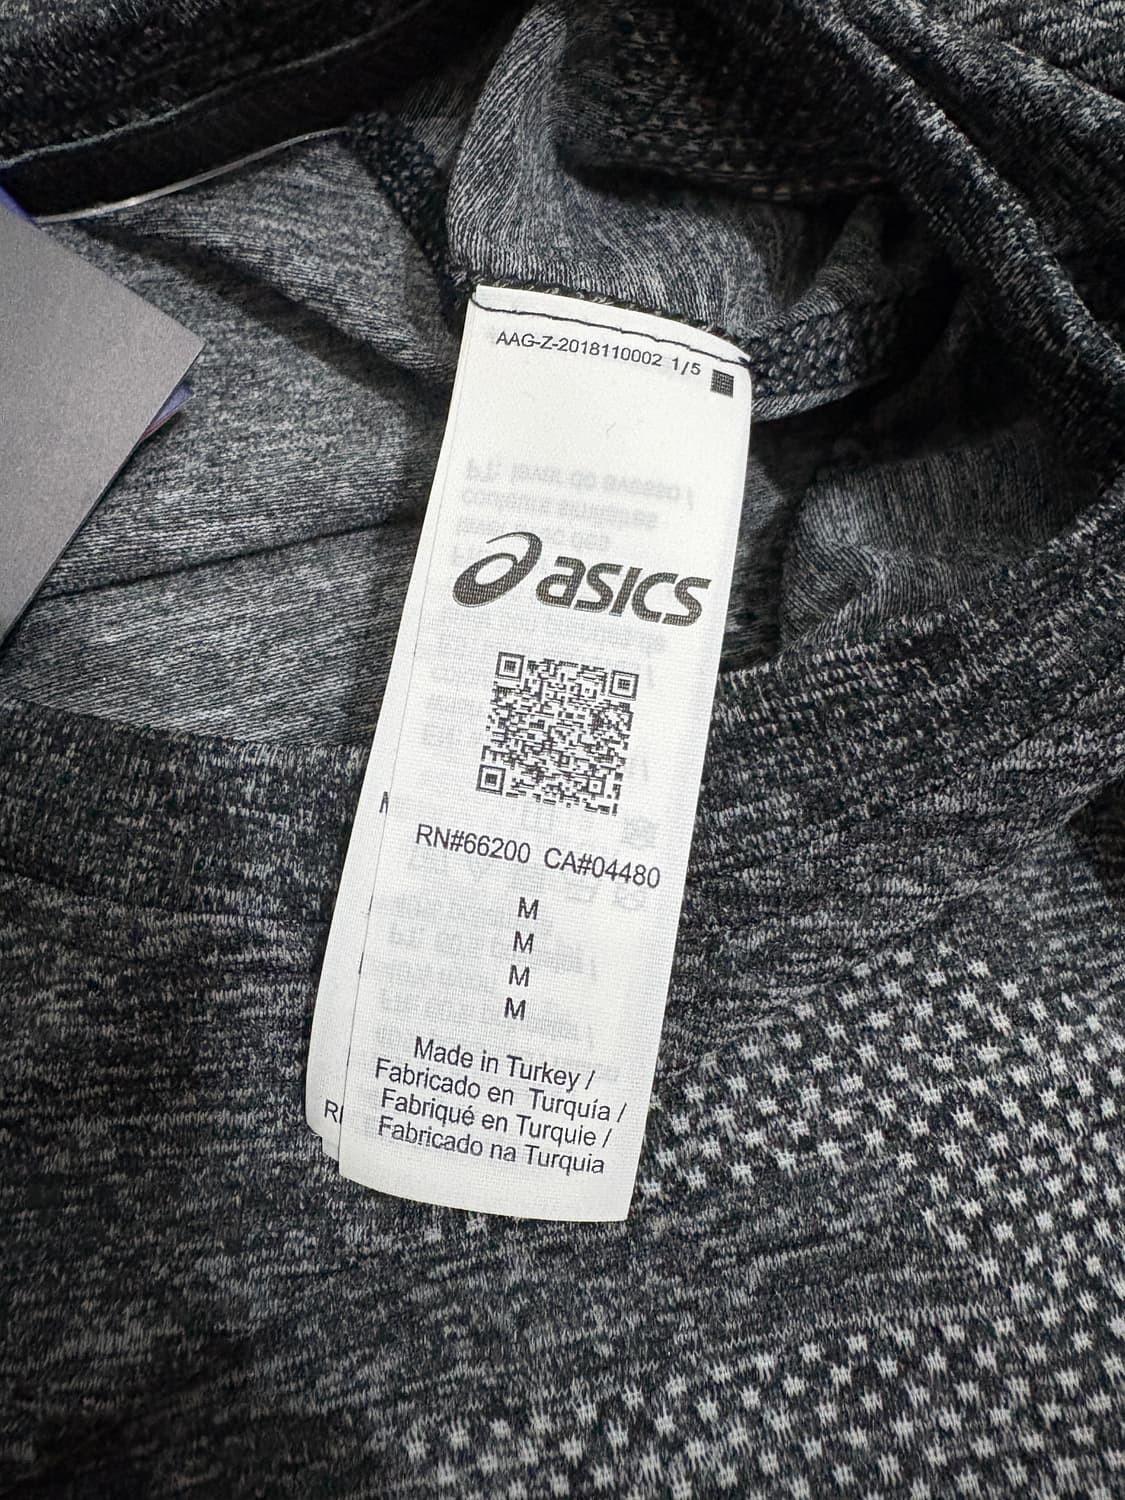 AAG-Z-2018110002 1/5
asics
RN#66200 CA#04480
M
M
M
M
Made in Turkey /
Fabricado en Turquía /
Fabriqué en Turquie /
Fabricado na Turquia